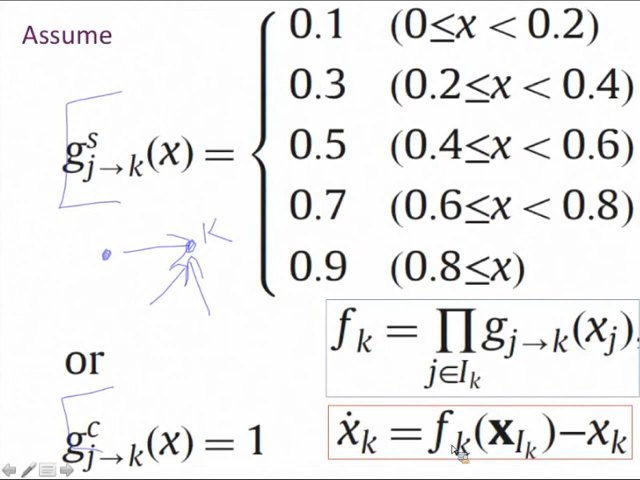 Assume
0.1 (0≤x < 0.2)
0.3 (0.2≤x < 0.4)
g^s_{j→k}(x) = { 0.5 (0.4≤x < 0.6)
0.7 (0.6≤x < 0.8)
K
0.9 (0.8≤x)
f_k = ∏_{j∈I_k} g_{j→k}(x_j),
or
g^c_{j→k}(x) = 1
ẋ_k = f_k(𝐱_{I_k})−x_k